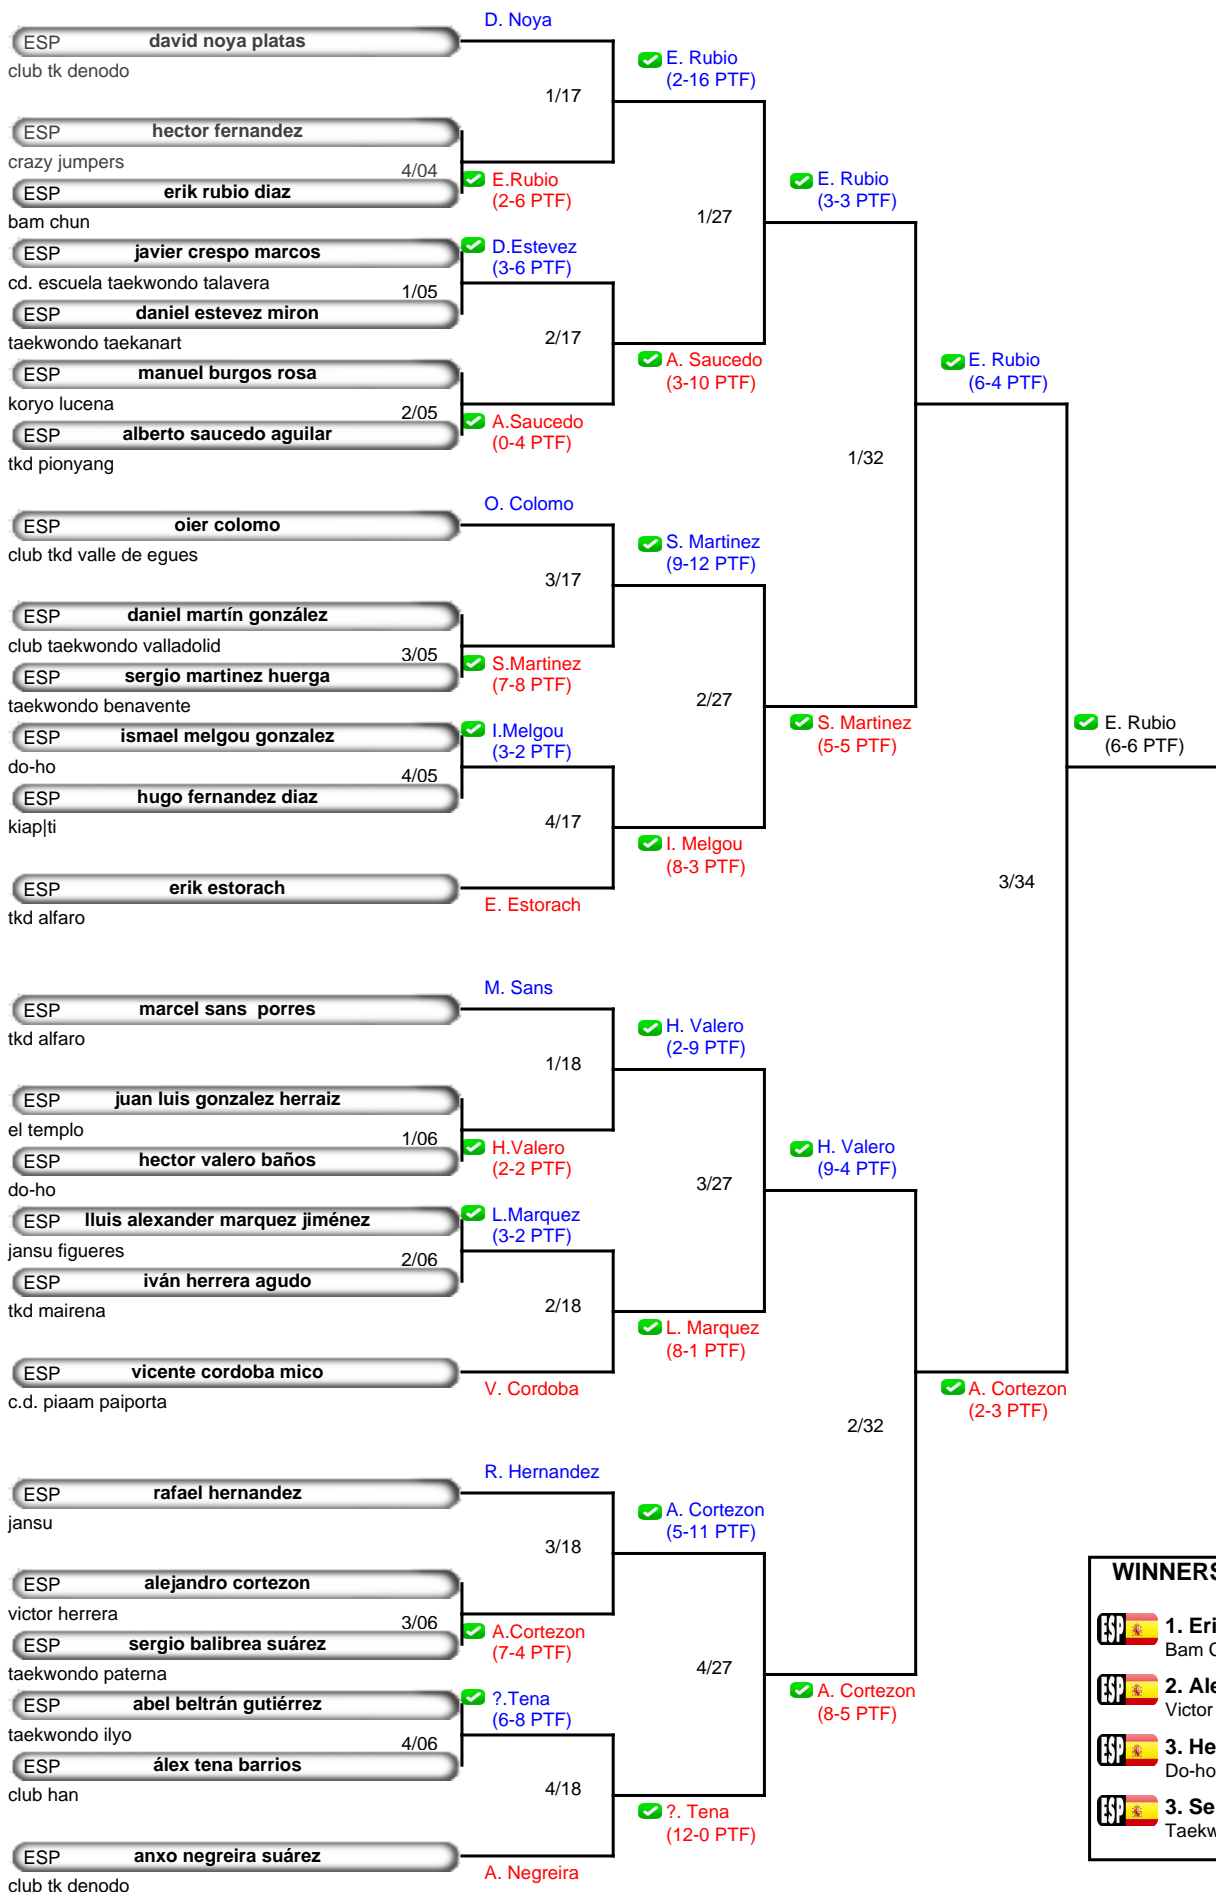 D. Noya
ESP david noya platas
club tk denodo
E. Rubio
(2-16 PTF)
1/17
ESP hector fernandez
crazy jumpers
4/04
E.Rubio
(2-6 PTF)
ESP erik rubio diaz
bam chun
E. Rubio
(3-3 PTF)
1/27
ESP javier crespo marcos
cd. escuela taekwondo talavera
D.Estevez
(3-6 PTF)
1/05
ESP daniel estevez miron
taekwondo taekanart
2/17
A. Saucedo
(3-10 PTF)
ESP manuel burgos rosa
koryo lucena
2/05
A.Saucedo
(0-4 PTF)
ESP alberto saucedo aguilar
tkd pionyang
E. Rubio
(6-4 PTF)
1/32
O. Colomo
ESP oier colomo
club tkd valle de egues
S. Martinez
(9-12 PTF)
3/17
ESP daniel martín gonzález
club taekwondo valladolid
3/05
S.Martinez
(7-8 PTF)
ESP sergio martinez huerga
taekwondo benavente
2/27
S. Martinez
(5-5 PTF)
E. Rubio
(6-6 PTF)
ESP ismael melgou gonzalez
do-ho
I.Melgou
(3-2 PTF)
4/05
ESP hugo fernandez diaz
kiap|ti
4/17
I. Melgou
(8-3 PTF)
ESP erik estorach
tkd alfaro
E. Estorach
3/34
M. Sans
ESP marcel sans  porres
tkd alfaro
H. Valero
(2-9 PTF)
1/18
ESP juan luis gonzalez herraiz
el templo
1/06
H.Valero
(2-2 PTF)
ESP hector valero baños
do-ho
H. Valero
(9-4 PTF)
3/27
ESP lluis alexander marquez jiménez
jansu figueres
L.Marquez
(3-2 PTF)
2/06
ESP iván herrera agudo
tkd mairena
2/18
L. Marquez
(8-1 PTF)
ESP vicente cordoba mico
c.d. piaam paiporta
V. Cordoba
A. Cortezon
(2-3 PTF)
2/32
R. Hernandez
ESP rafael hernandez
jansu
A. Cortezon
(5-11 PTF)
3/18
ESP alejandro cortezon
victor herrera
3/06
A.Cortezon
(7-4 PTF)
ESP sergio balibrea suárez
taekwondo paterna
4/27
A. Cortezon
(8-5 PTF)
ESP abel beltrán gutiérrez
taekwondo ilyo
?.Tena
(6-8 PTF)
4/06
ESP álex tena barrios
club han
4/18
?. Tena
(12-0 PTF)
ESP anxo negreira suárez
club tk denodo
A. Negreira
WINNERS
ESP 1. Eri
Bam C
ESP 2. Ale
Victor
ESP 3. He
Do-ho
ESP 3. Se
Taekw